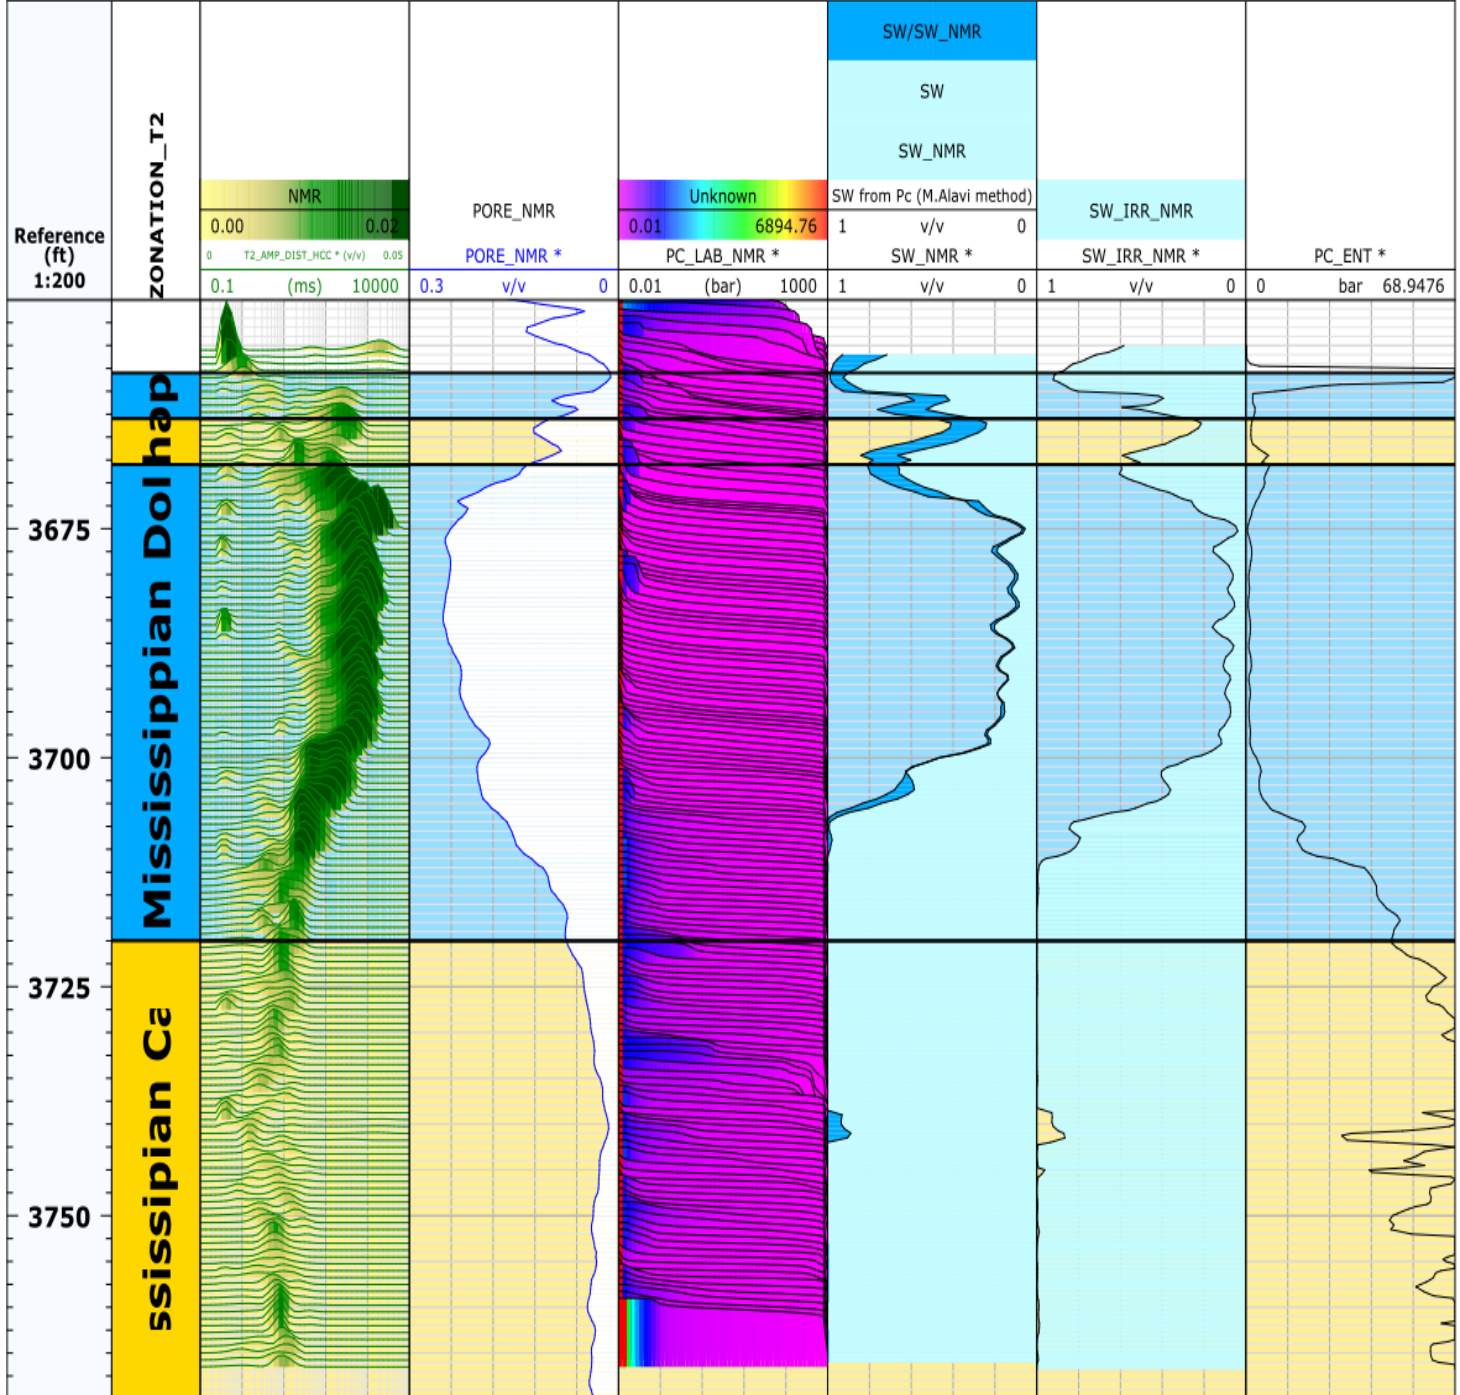 SW/SW_NMR
SW
SW_NMR
NMR
0.00 0.02
0 T2_AMP_DIST_HCC * (v/v) 0.05
0.1 (ms) 10000
PORE_NMR
PORE_NMR *
0.3 v/v 0
Unknown
0.01 6894.76
PC_LAB_NMR *
0.01 (bar) 1000
SW from Pc (M.Alavi method)
1 v/v 0
SW_NMR *
1 v/v 0
SW_IRR_NMR
SW_IRR_NMR *
1 v/v 0
PC_ENT *
0 bar 68.9476
Reference
(ft)
1:200
ZONATION_T2
hap
Mississippian Dol
3675
3700
3725
3750
ssissipian Ca